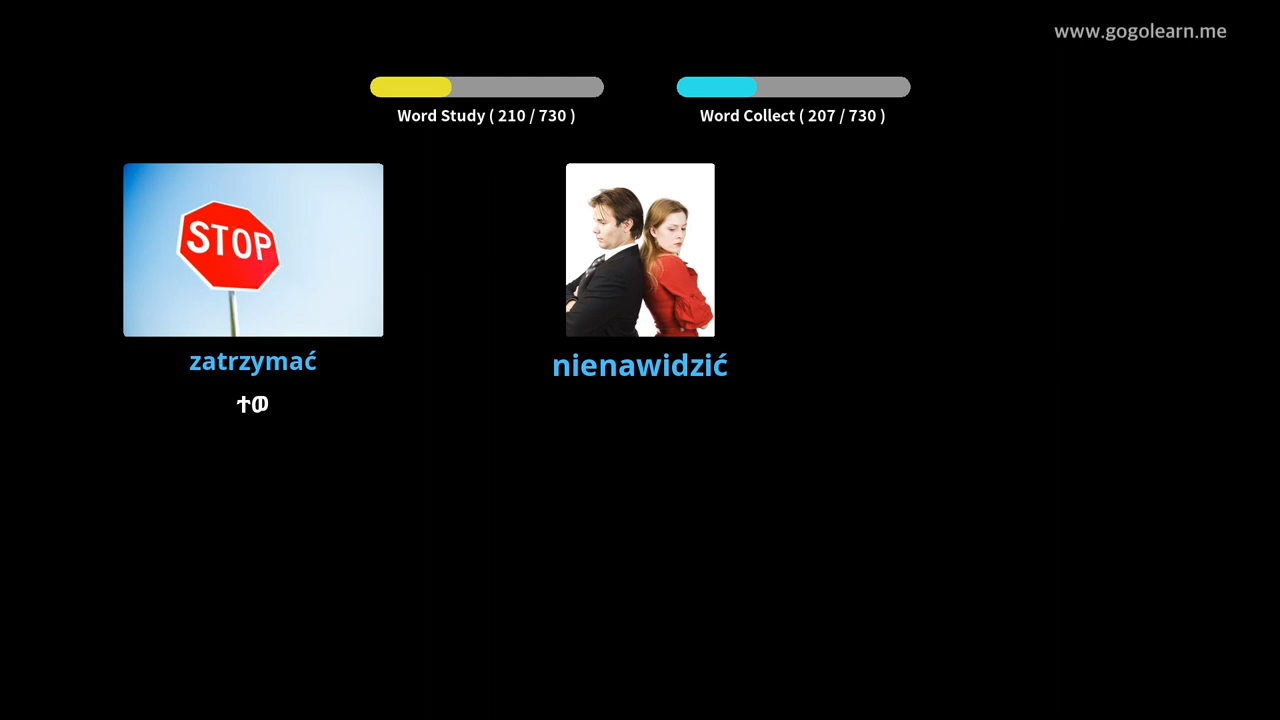 www.gogolearn.me
Word Study ( 210 / 730 )
Word Collect ( 207 / 730 )
STOP
zatrzymać
nienawidzić
ተወ